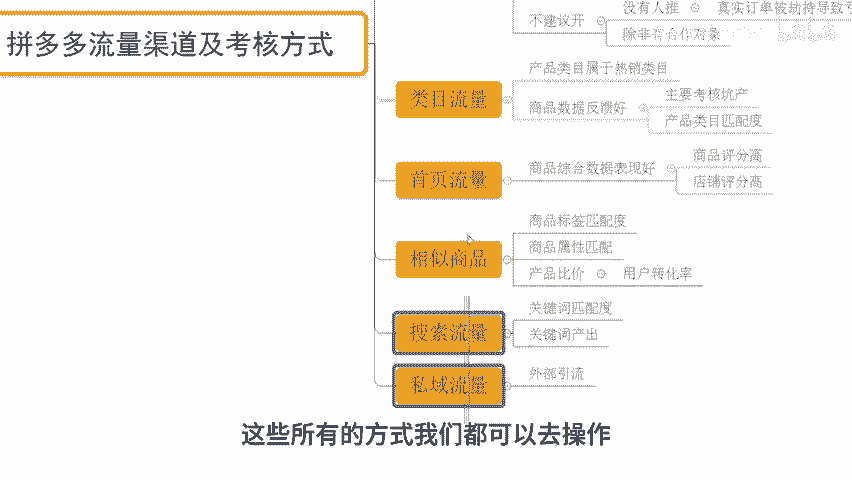 不建议开
没有人推
真实订单被劫持导致
除非有合作对象
拼多多流量渠道及考核方式
类目流量
产品类目属于热销类目
商品数据反馈好
主要考核坑产
产品类目匹配度
首页流量
商品综合数据表现好
商品评分高
店铺评分高
相似商品
商品标签匹配度
商品属性匹配
产品比价
用户转化率
搜索流量
关键词匹配度
关键词产出
私域流量
外部引流
这些所有的方式我们都可以去操作